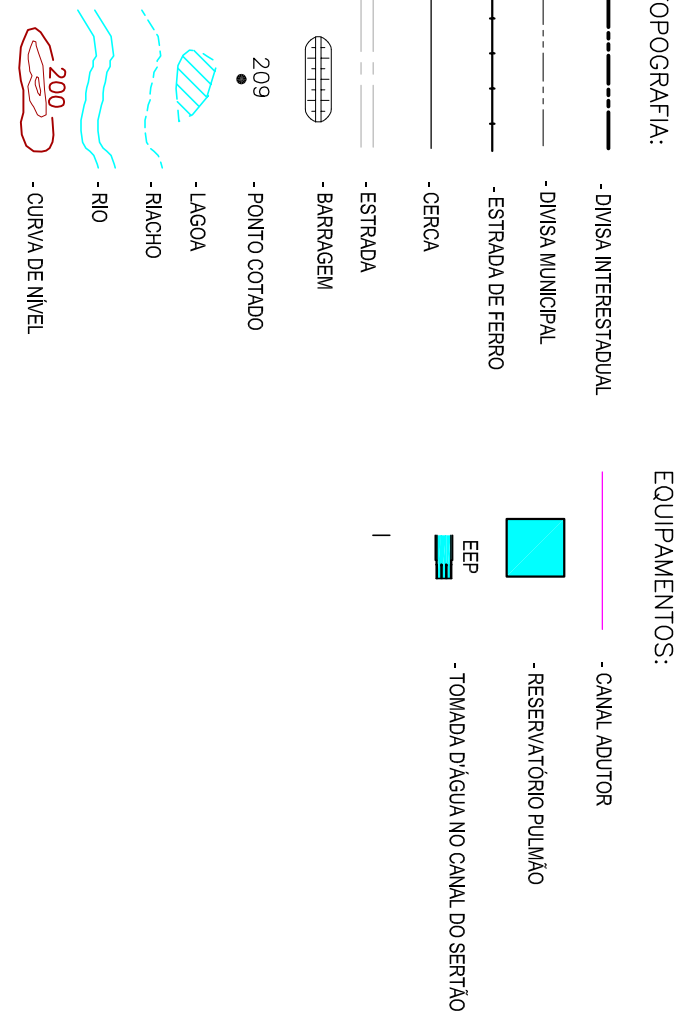 TOPOGRAFIA:
- DIVISA INTERESTADUAL
- DIVISA MUNICIPAL
- ESTRADA DE FERRO
- CERCA
- ESTRADA
- BARRAGEM
209
- PONTO COTADO
- LAGOA
- RIACHO
- RIO
200
- CURVA DE NÍVEL
EQUIPAMENTOS:
- CANAL ADUTOR
- RESERVATÓRIO PULMÃO
EEP
- TOMADA D'ÁGUA NO CANAL DO SERTÃO